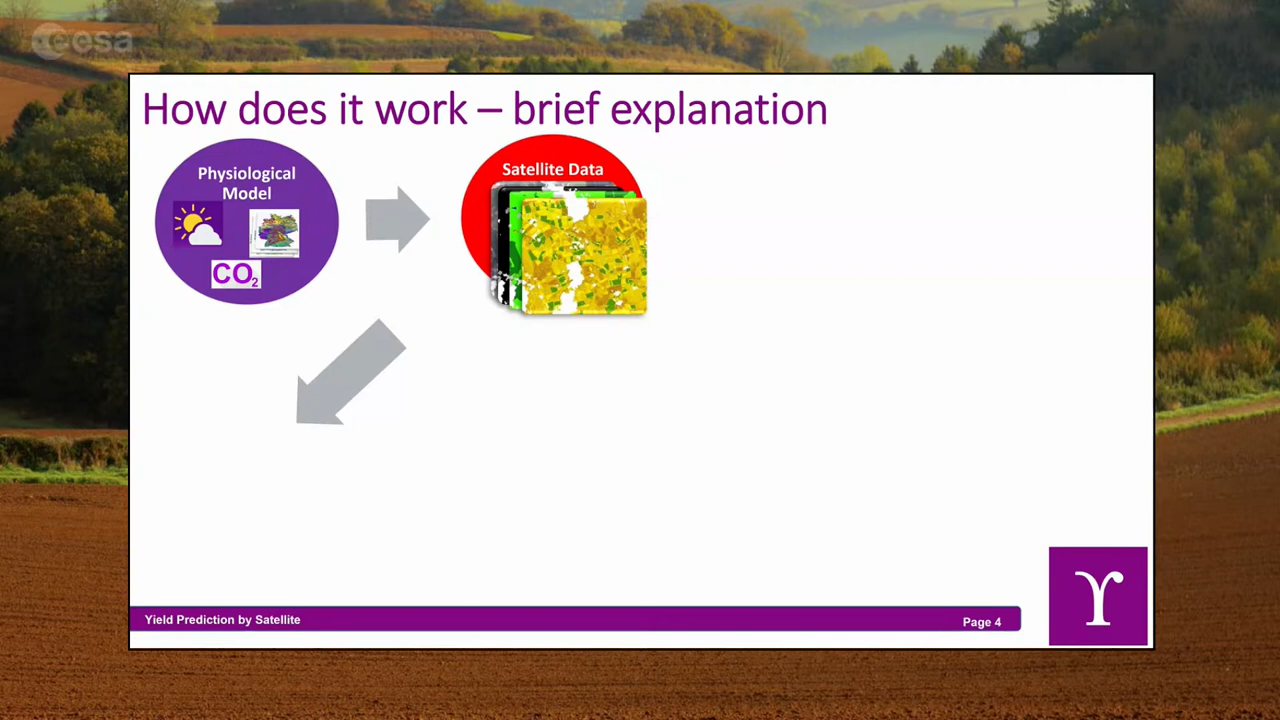 esa
How does it work – brief explanation
Physiological
Model
CO₂
Satellite Data
Yield Prediction by Satellite
Page 4
ϒ